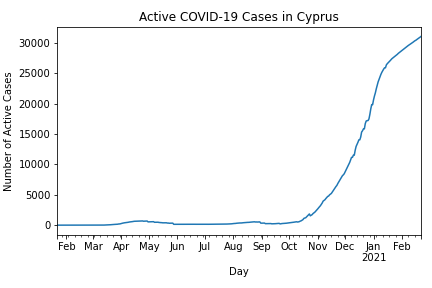 Active COVID-19 Cases in Cyprus
30000
25000
20000
15000
10000
5000
0
Number of Active Cases
Feb Mar Apr May Jun Jul Aug Sep Oct Nov Dec Jan Feb
2021
Day